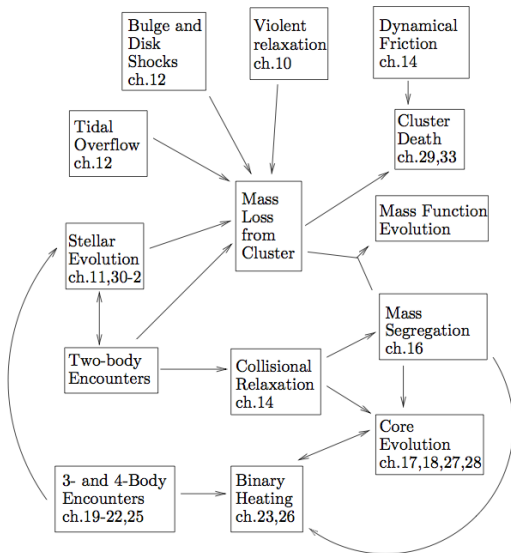 Bulge and
Disk
Shocks
ch.12
Violent
relaxation
ch.10
Dynamical
Friction
ch.14
Tidal
Overflow
ch.12
Cluster
Death
ch.29,33
Mass
Loss
from
Cluster
Mass Function
Evolution
Stellar
Evolution
ch.11,30-2
Mass
Segregation
ch.16
Two-body
Encounters
Collisional
Relaxation
ch.14
Core
Evolution
ch.17,18,27,28
3- and 4-Body
Encounters
ch.19-22,25
Binary
Heating
ch.23,26